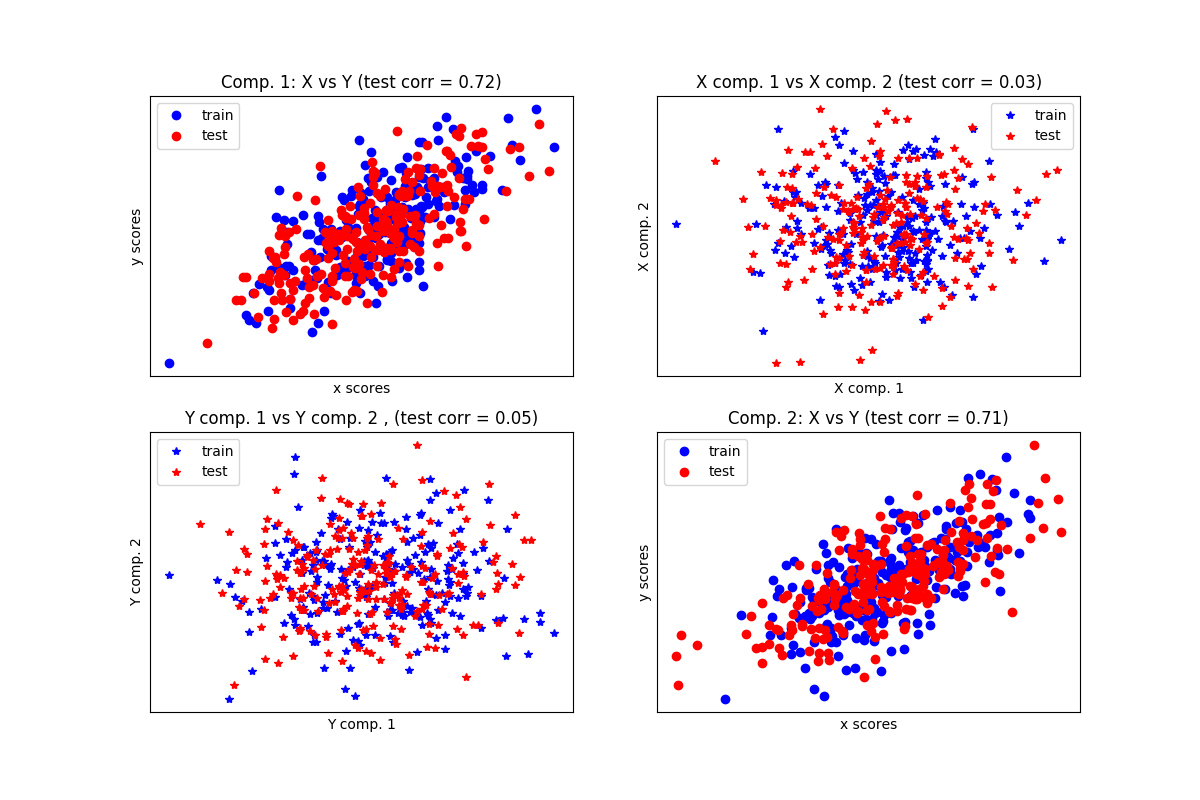 Comp. 1: X vs Y (test corr = 0.72)
train
test
y scores
x scores
X comp. 1 vs X comp. 2 (test corr = 0.03)
train
test
X comp. 2
X comp. 1
Y comp. 1 vs Y comp. 2 , (test corr = 0.05)
train
test
Y comp. 2
Y comp. 1
Comp. 2: X vs Y (test corr = 0.71)
train
test
y scores
x scores